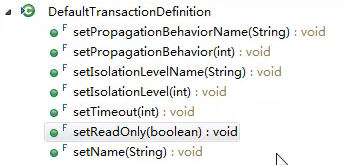 DefaultTransactionDefinition
F setPropagationBehaviorName(String) : void
F setPropagationBehavior(int) : void
F setIsolationLevelName(String) : void
F setIsolationLevel(int) : void
F setTimeout(int) : void
F setReadOnly(boolean) : void
F setName(String) : void